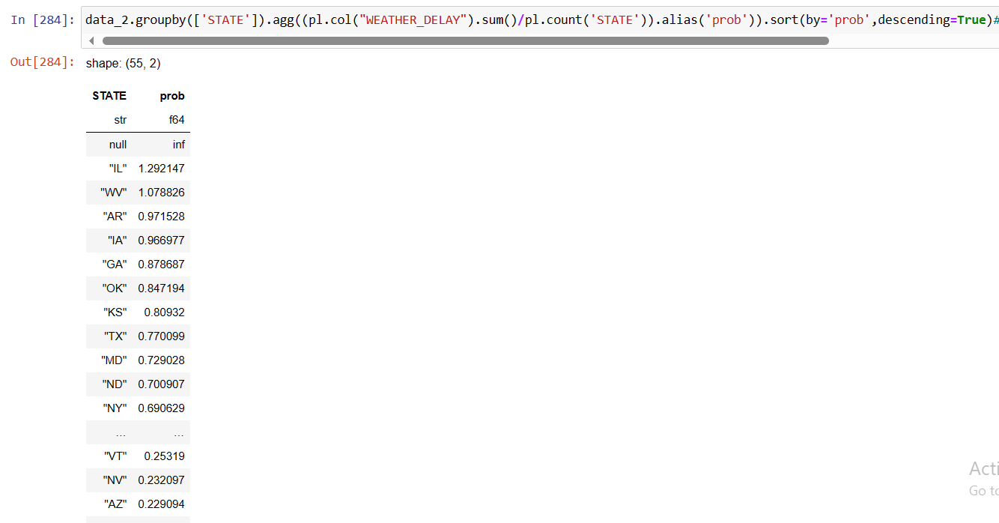 In [284]: data_2.groupby(['STATE']).agg((pl.col("WEATHER_DELAY").sum()/pl.count('STATE')).alias('prob')).sort(by='prob',descending=True)#
Out[284]: shape: (55, 2)
STATE prob
str f64
null inf
"IL" 1.292147
"WV" 1.078826
"AR" 0.971528
"IA" 0.966977
"GA" 0.878687
"OK" 0.847194
"KS" 0.80932
"TX" 0.770099
"MD" 0.729028
"ND" 0.700907
"NY" 0.690629
… …
"VT" 0.25319
"NV" 0.232097
"AZ" 0.229094
Acti
Go to